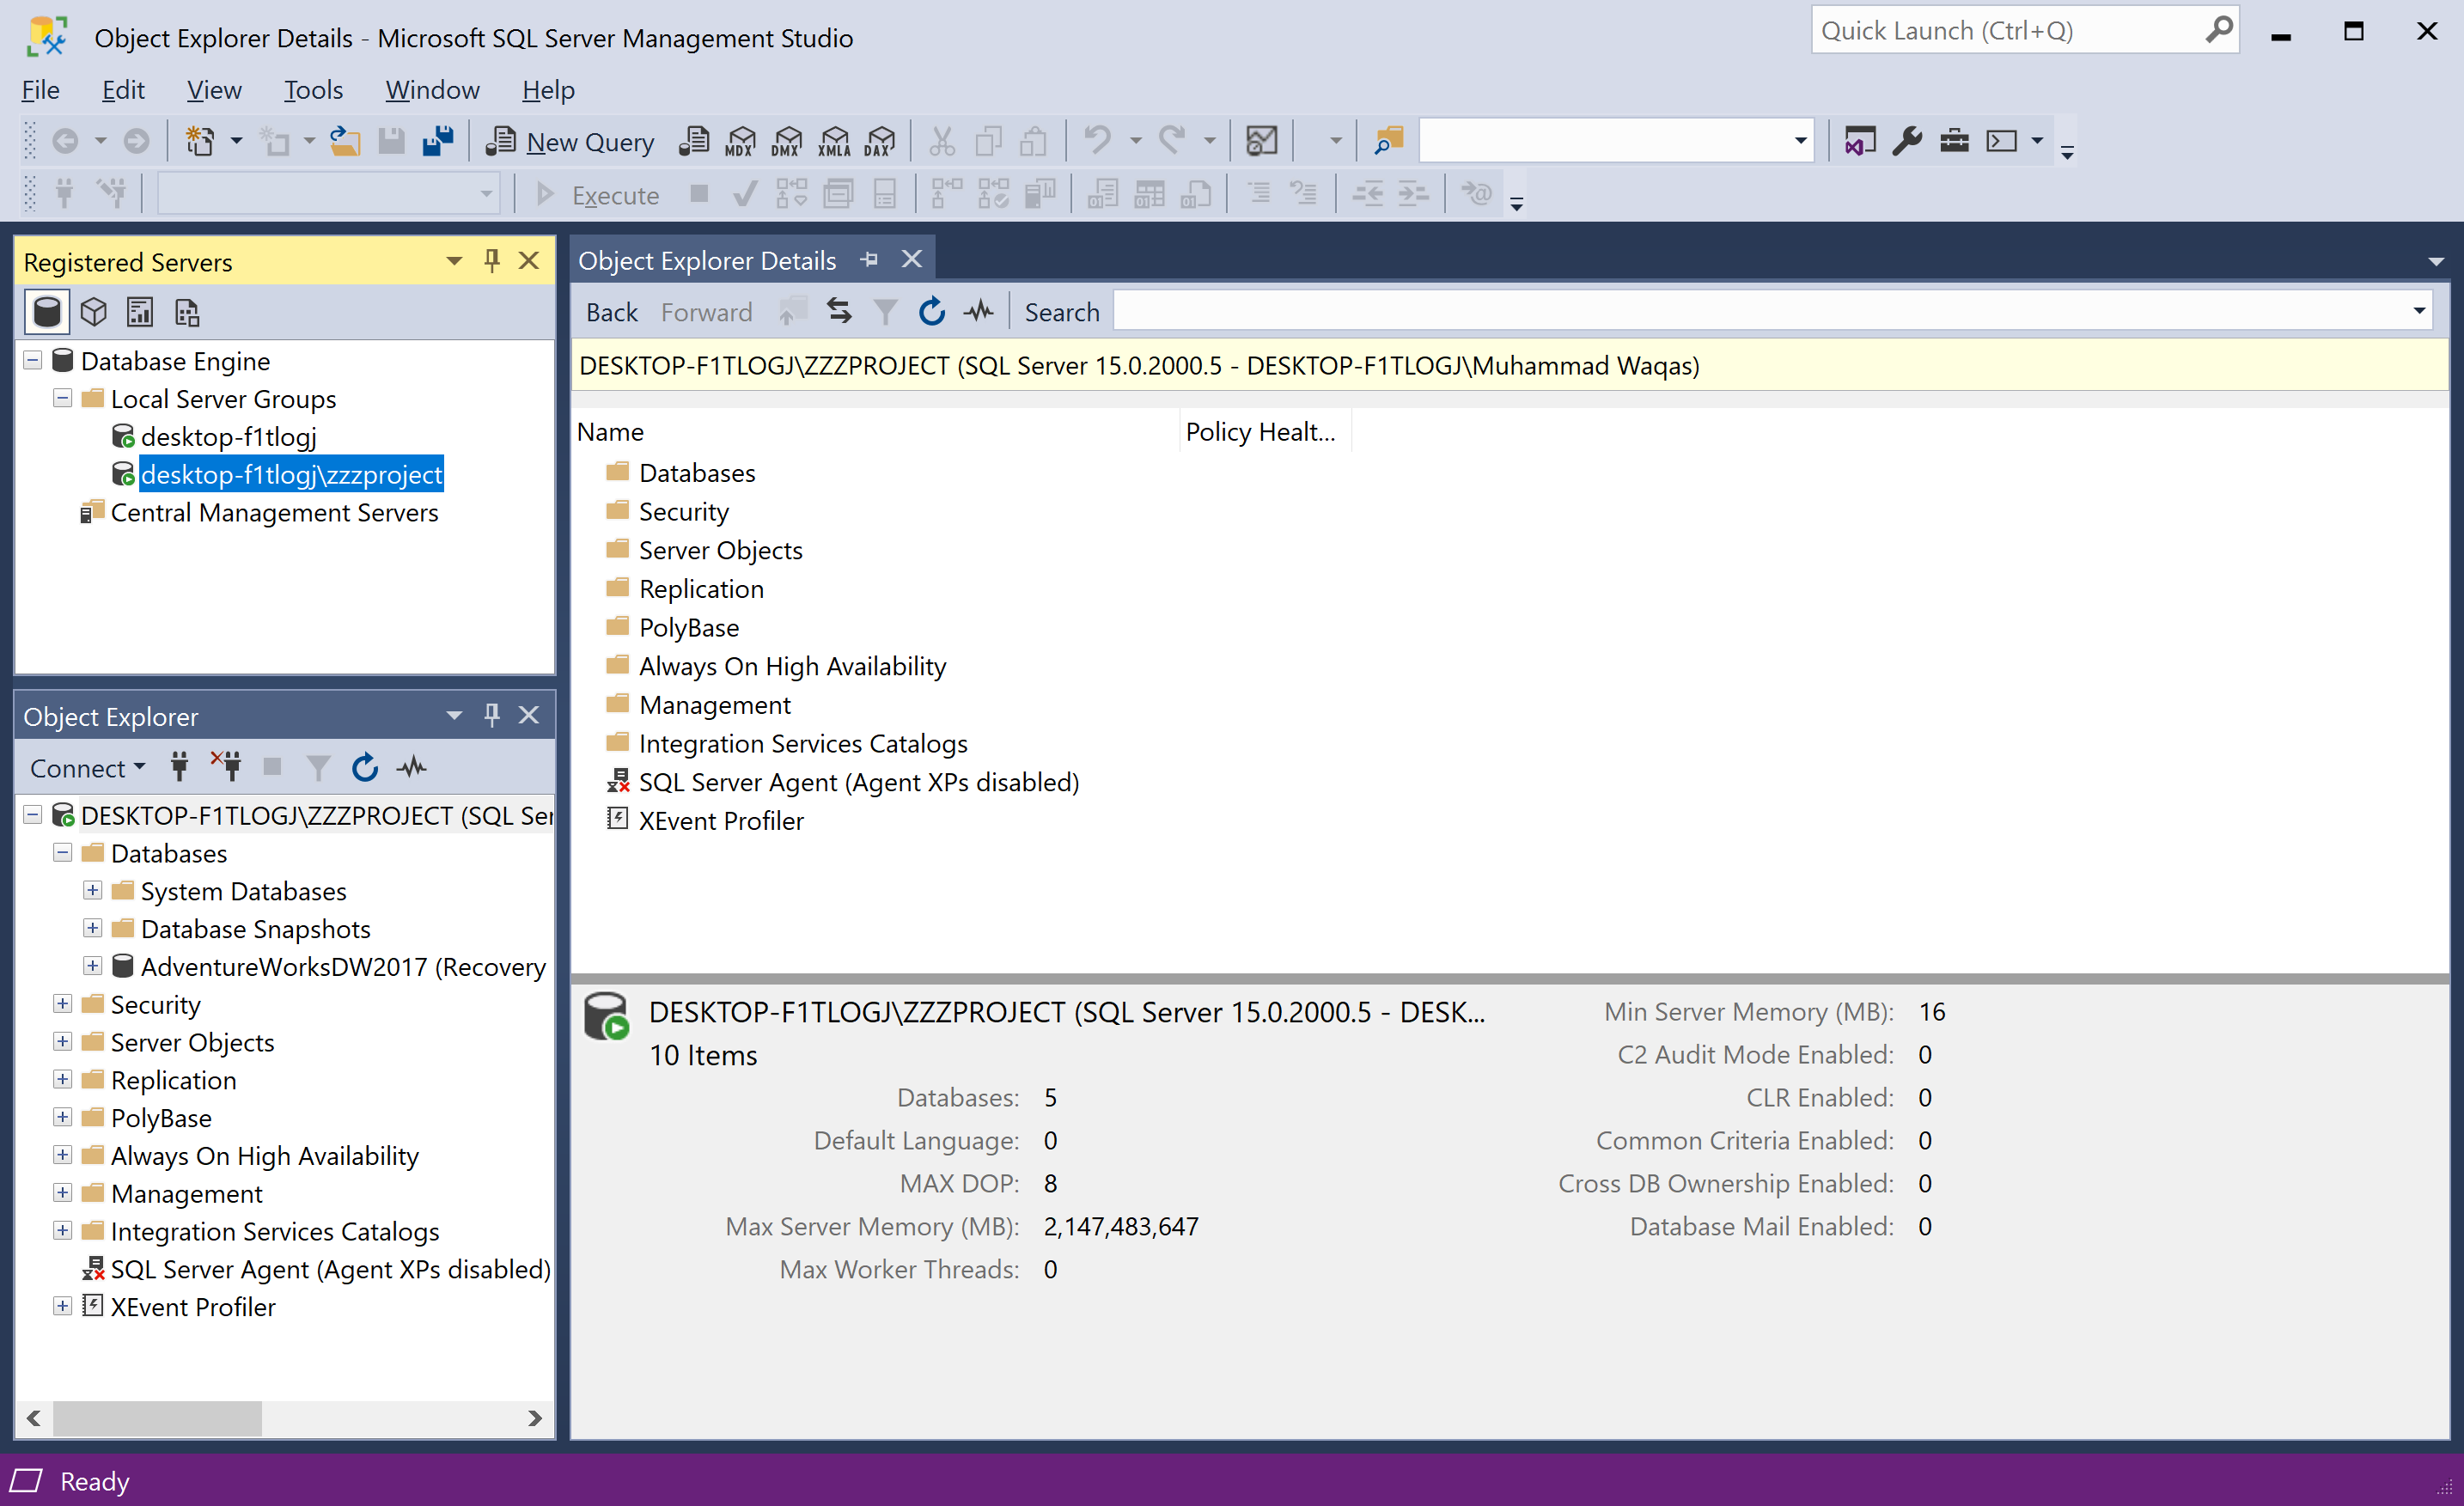 Object Explorer Details - Microsoft SQL Server Management Studio
Quick Launch (Ctrl+Q)
File Edit View Tools Window Help
New Query MDX DMX XMLA DAX
Execute
Registered Servers
Database Engine
Local Server Groups
desktop-f1tlogj
desktop-f1tlogj\zzzproject
Central Management Servers
Object Explorer
Connect
DESKTOP-F1TLOGJ\ZZZPROJECT (SQL Ser
Databases
System Databases
Database Snapshots
AdventureWorksDW2017 (Recovery
Security
Server Objects
Replication
PolyBase
Always On High Availability
Management
Integration Services Catalogs
SQL Server Agent (Agent XPs disabled)
XEvent Profiler
Object Explorer Details
Back Forward Search
DESKTOP-F1TLOGJ\ZZZPROJECT (SQL Server 15.0.2000.5 - DESKTOP-F1TLOGJ\Muhammad Waqas)
Name Policy Healt...
Databases
Security
Server Objects
Replication
PolyBase
Always On High Availability
Management
Integration Services Catalogs
SQL Server Agent (Agent XPs disabled)
XEvent Profiler
DESKTOP-F1TLOGJ\ZZZPROJECT (SQL Server 15.0.2000.5 - DESK...
10 Items
Databases: 5
Default Language: 0
MAX DOP: 8
Max Server Memory (MB): 2,147,483,647
Max Worker Threads: 0
Min Server Memory (MB): 16
C2 Audit Mode Enabled: 0
CLR Enabled: 0
Common Criteria Enabled: 0
Cross DB Ownership Enabled: 0
Database Mail Enabled: 0
Ready